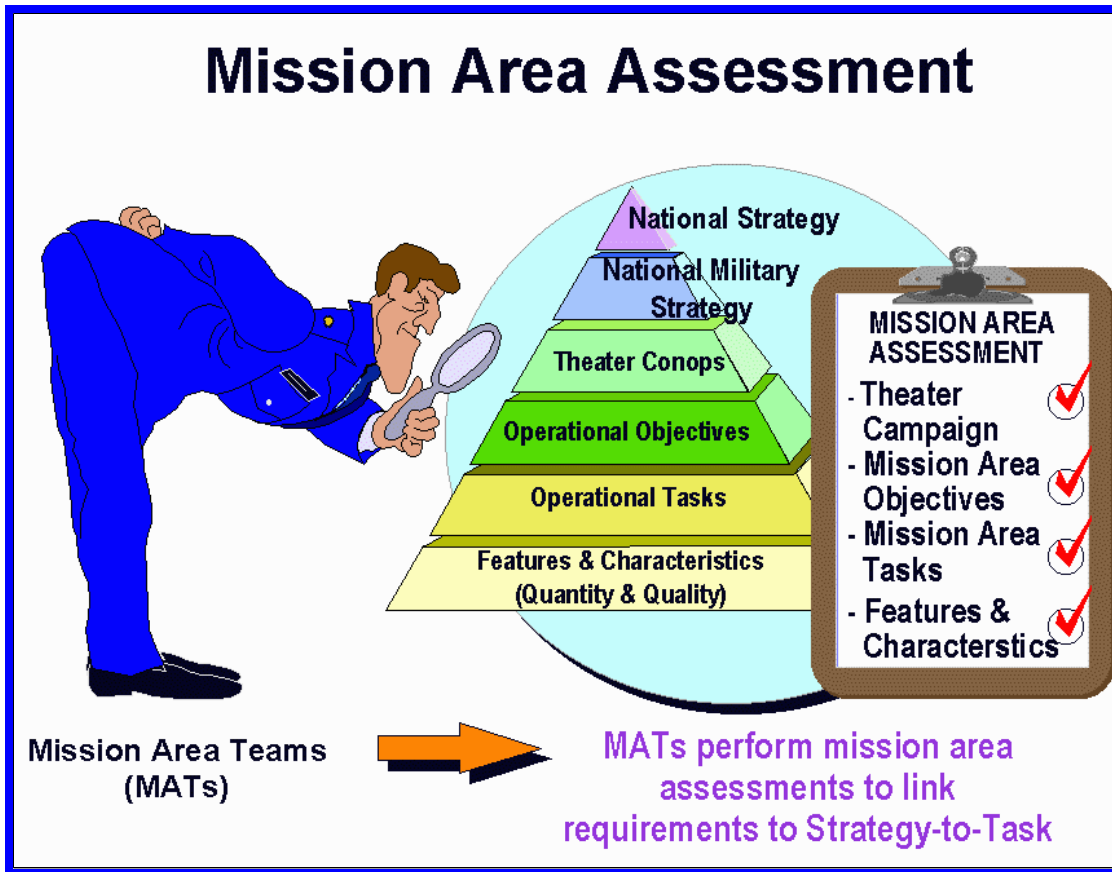 Mission Area Assessment
National Strategy
National Military
Strategy
Theater Conops
Operational Objectives
Operational Tasks
Features & Characteristics
(Quantity & Quality)
MISSION AREA
ASSESSMENT
- Theater
Campaign
- Mission Area
Objectives
- Mission Area
Tasks
- Features &
Characterstics
Mission Area Teams
(MATs)
MATs perform mission area
assessments to link
requirements to Strategy-to-Task